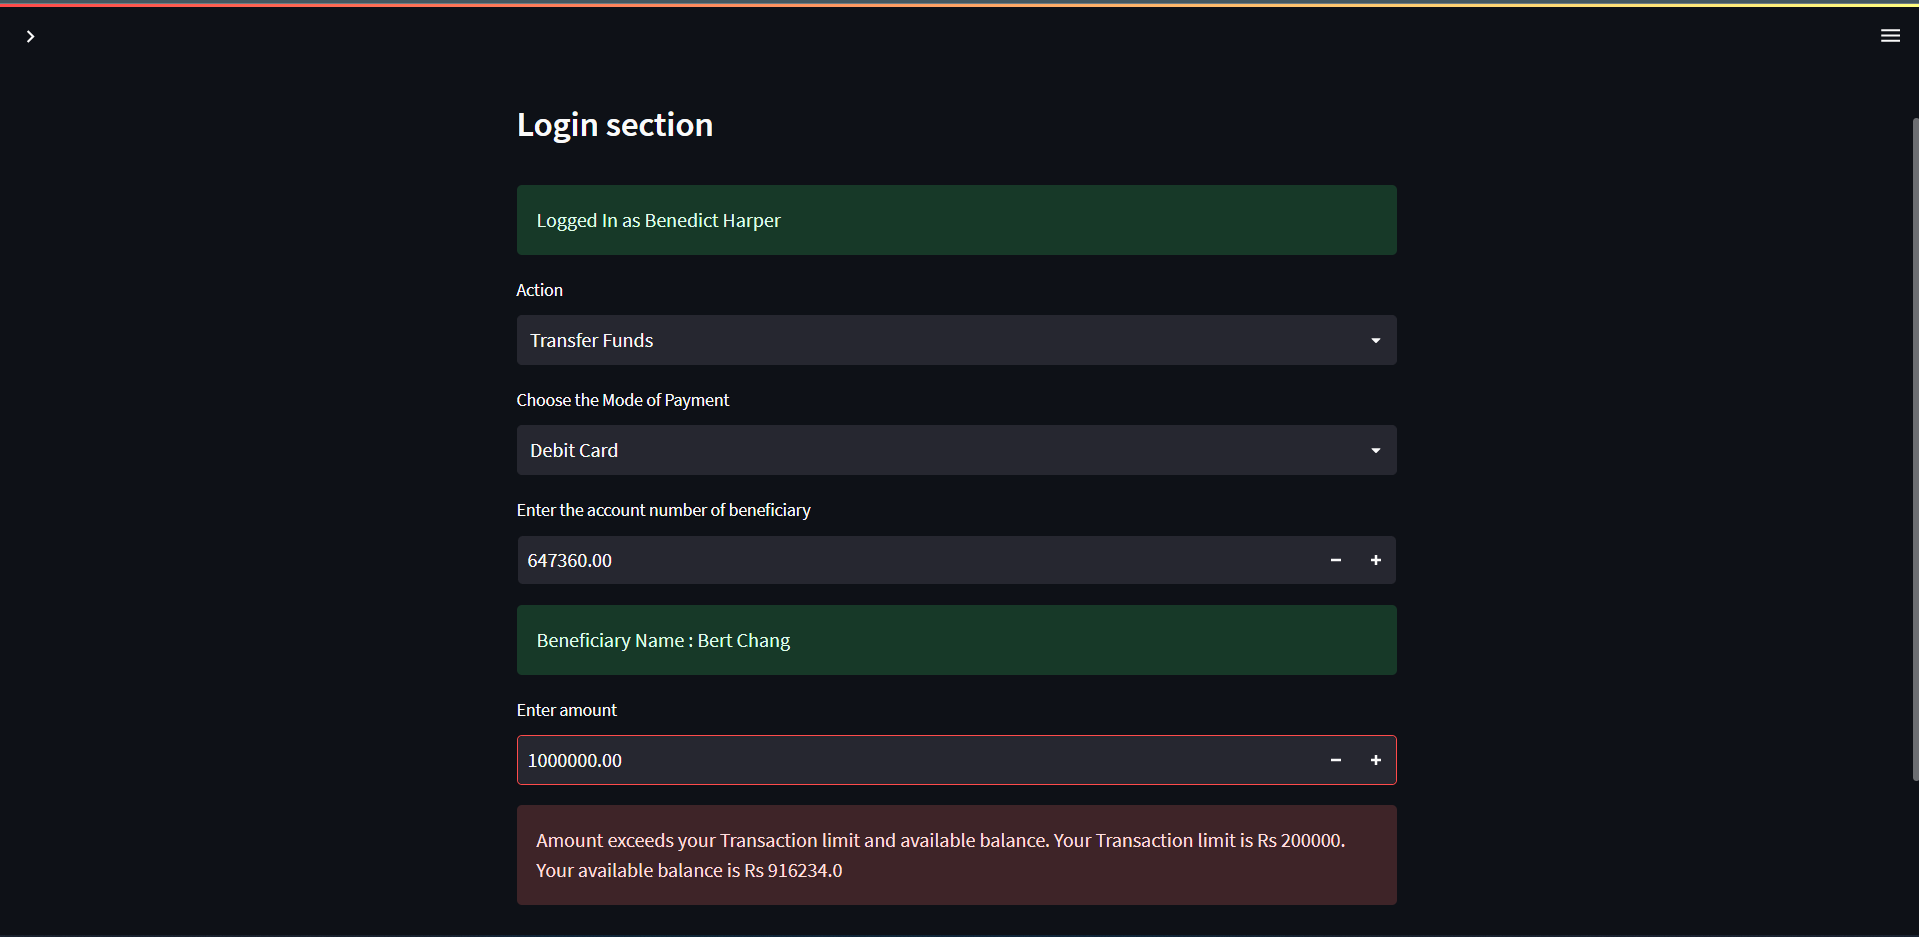 Login section
Logged In as Benedict Harper
Action
Transfer Funds
Choose the Mode of Payment
Debit Card
Enter the account number of beneficiary
647360.00
Beneficiary Name : Bert Chang
Enter amount
1000000.00
Amount exceeds your Transaction limit and available balance. Your Transaction limit is Rs 200000.
Your available balance is Rs 916234.0